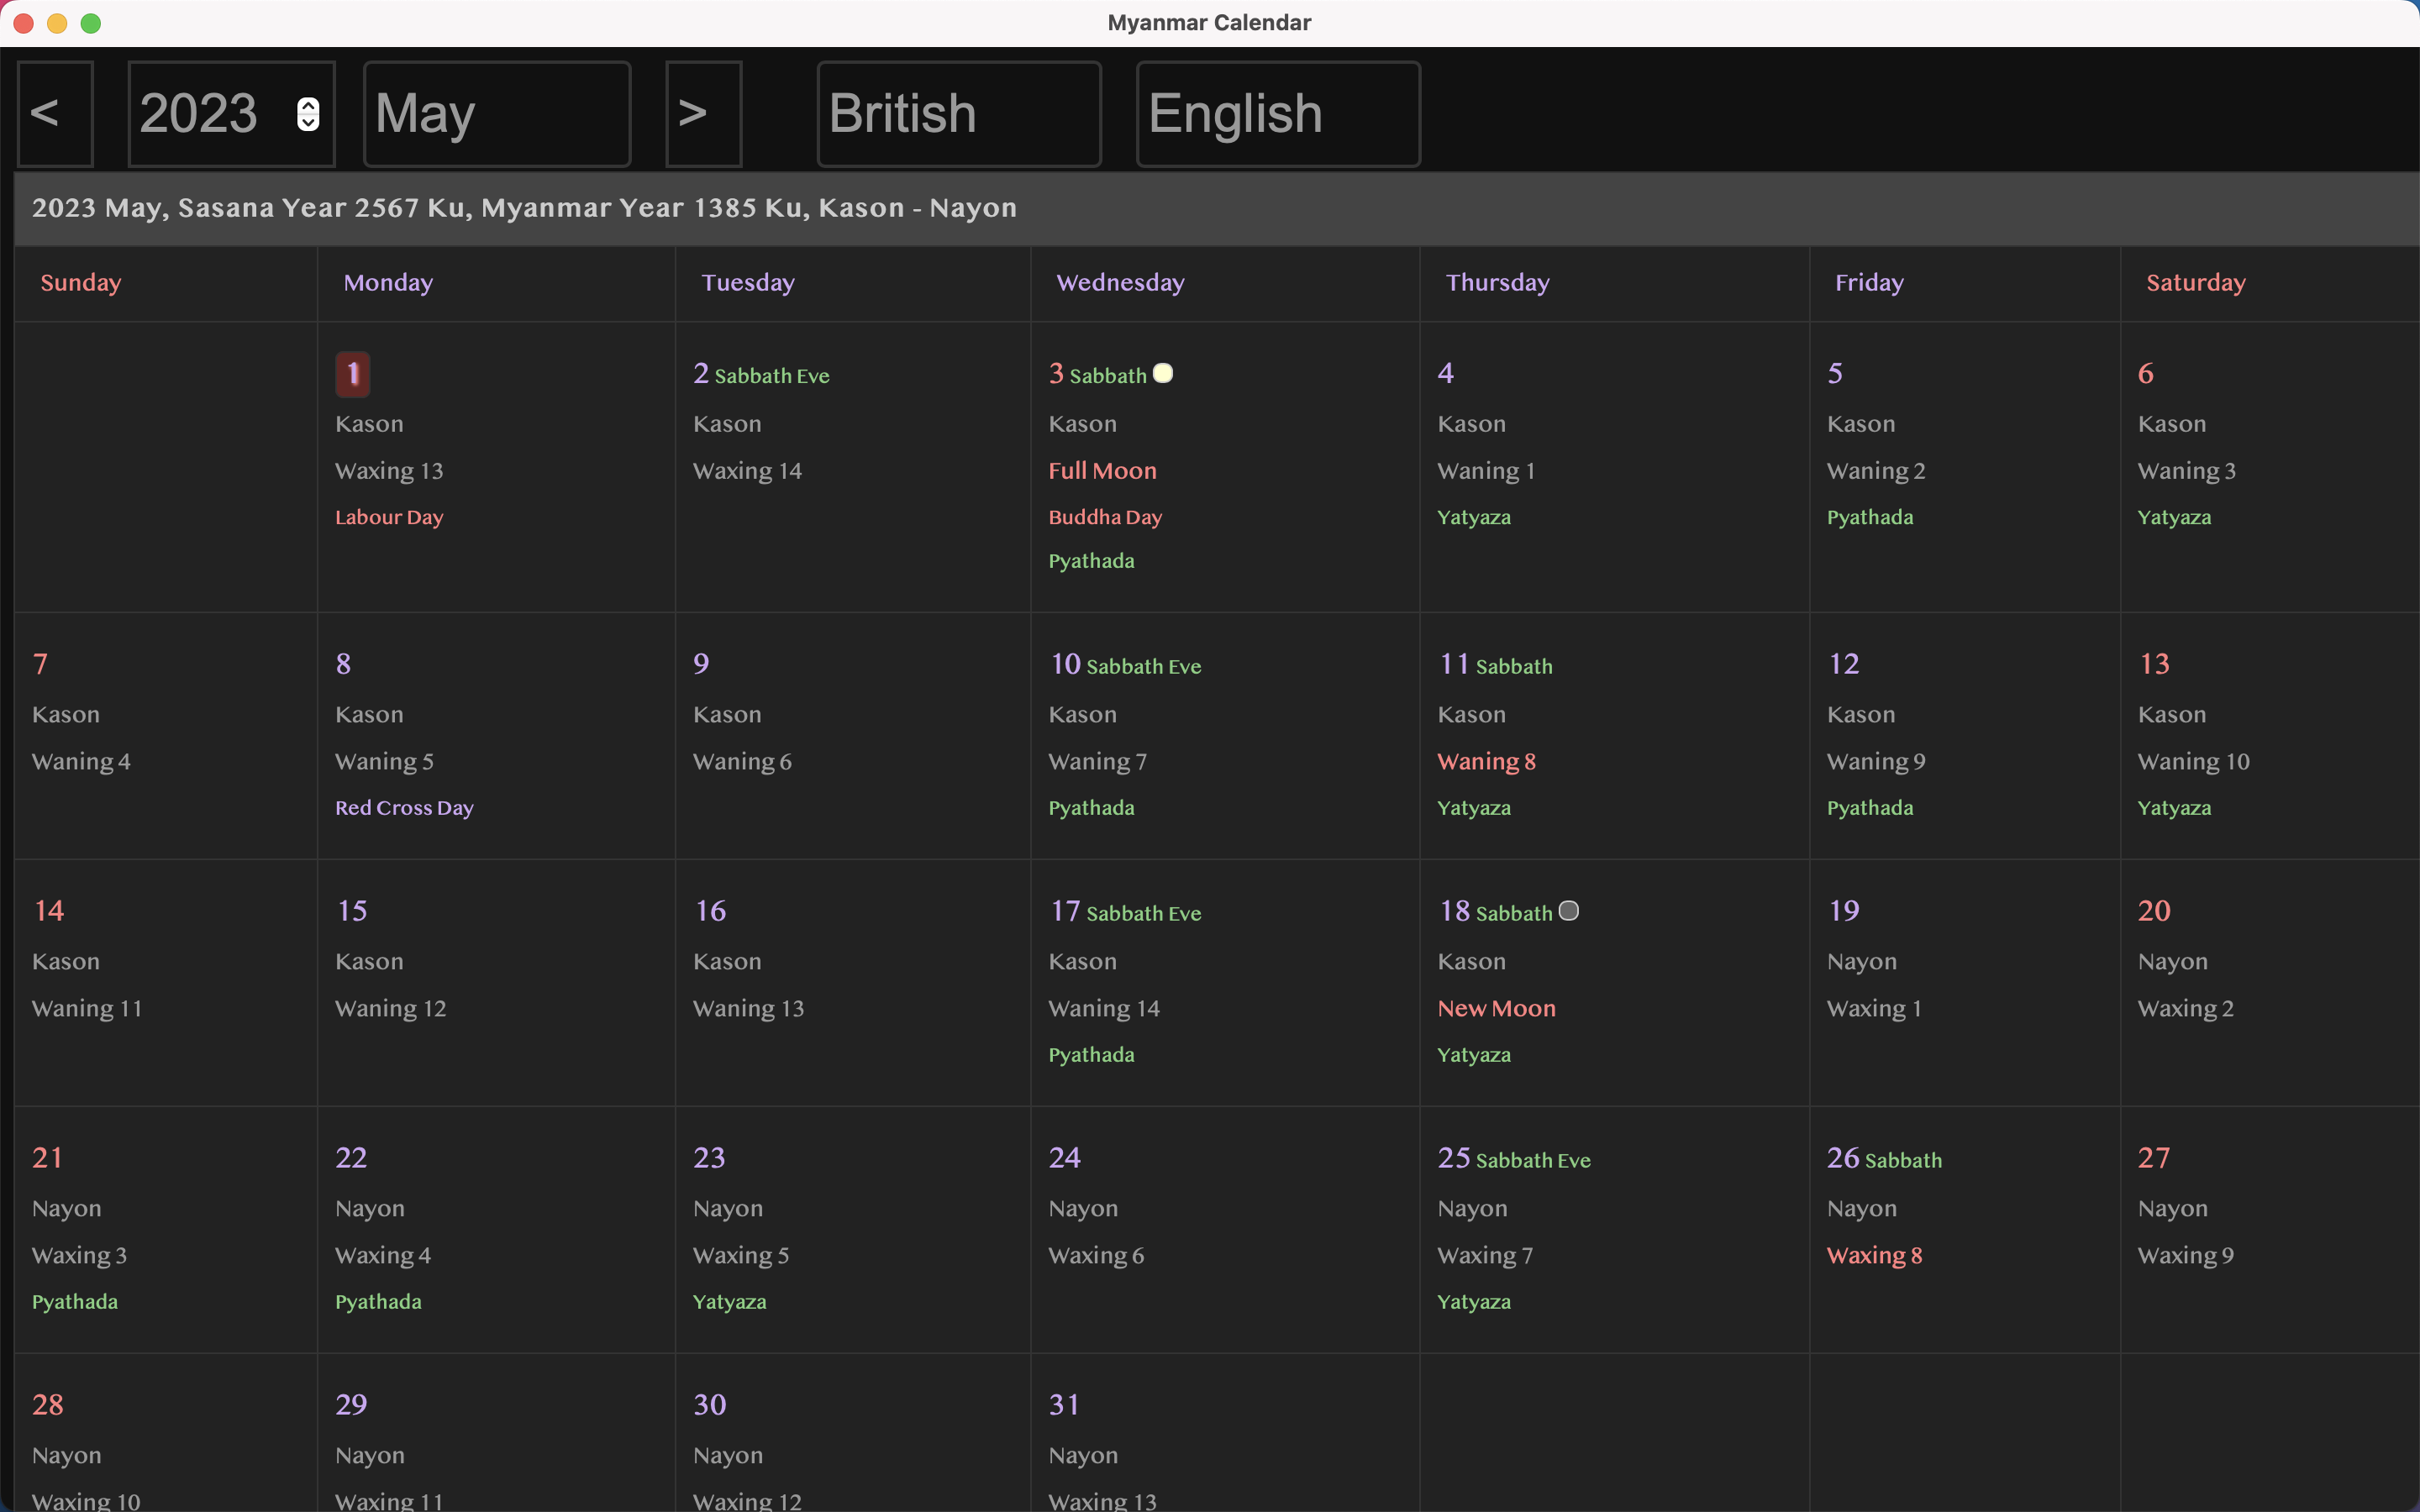 Myanmar Calendar
< 2023 May > British English
2023 May, Sasana Year 2567 Ku, Myanmar Year 1385 Ku, Kason - Nayon
Sunday Monday Tuesday Wednesday Thursday Friday Saturday
1
Kason
Waxing 13
Labour Day
2 Sabbath Eve
Kason
Waxing 14
3 Sabbath
Kason
Full Moon
Buddha Day
Pyathada
4
Kason
Waning 1
Yatyaza
5
Kason
Waning 2
Pyathada
6
Kason
Waning 3
Yatyaza
7
Kason
Waning 4
8
Kason
Waning 5
Red Cross Day
9
Kason
Waning 6
10 Sabbath Eve
Kason
Waning 7
Pyathada
11 Sabbath
Kason
Waning 8
Yatyaza
12
Kason
Waning 9
Pyathada
13
Kason
Waning 10
Yatyaza
14
Kason
Waning 11
15
Kason
Waning 12
16
Kason
Waning 13
17 Sabbath Eve
Kason
Waning 14
Pyathada
18 Sabbath
Kason
New Moon
Yatyaza
19
Nayon
Waxing 1
20
Nayon
Waxing 2
21
Nayon
Waxing 3
Pyathada
22
Nayon
Waxing 4
Pyathada
23
Nayon
Waxing 5
Yatyaza
24
Nayon
Waxing 6
25 Sabbath Eve
Nayon
Waxing 7
Yatyaza
26 Sabbath
Nayon
Waxing 8
27
Nayon
Waxing 9
28
Nayon
Waxing 10
29
Nayon
Waxing 11
30
Nayon
Waxing 12
31
Nayon
Waxing 13